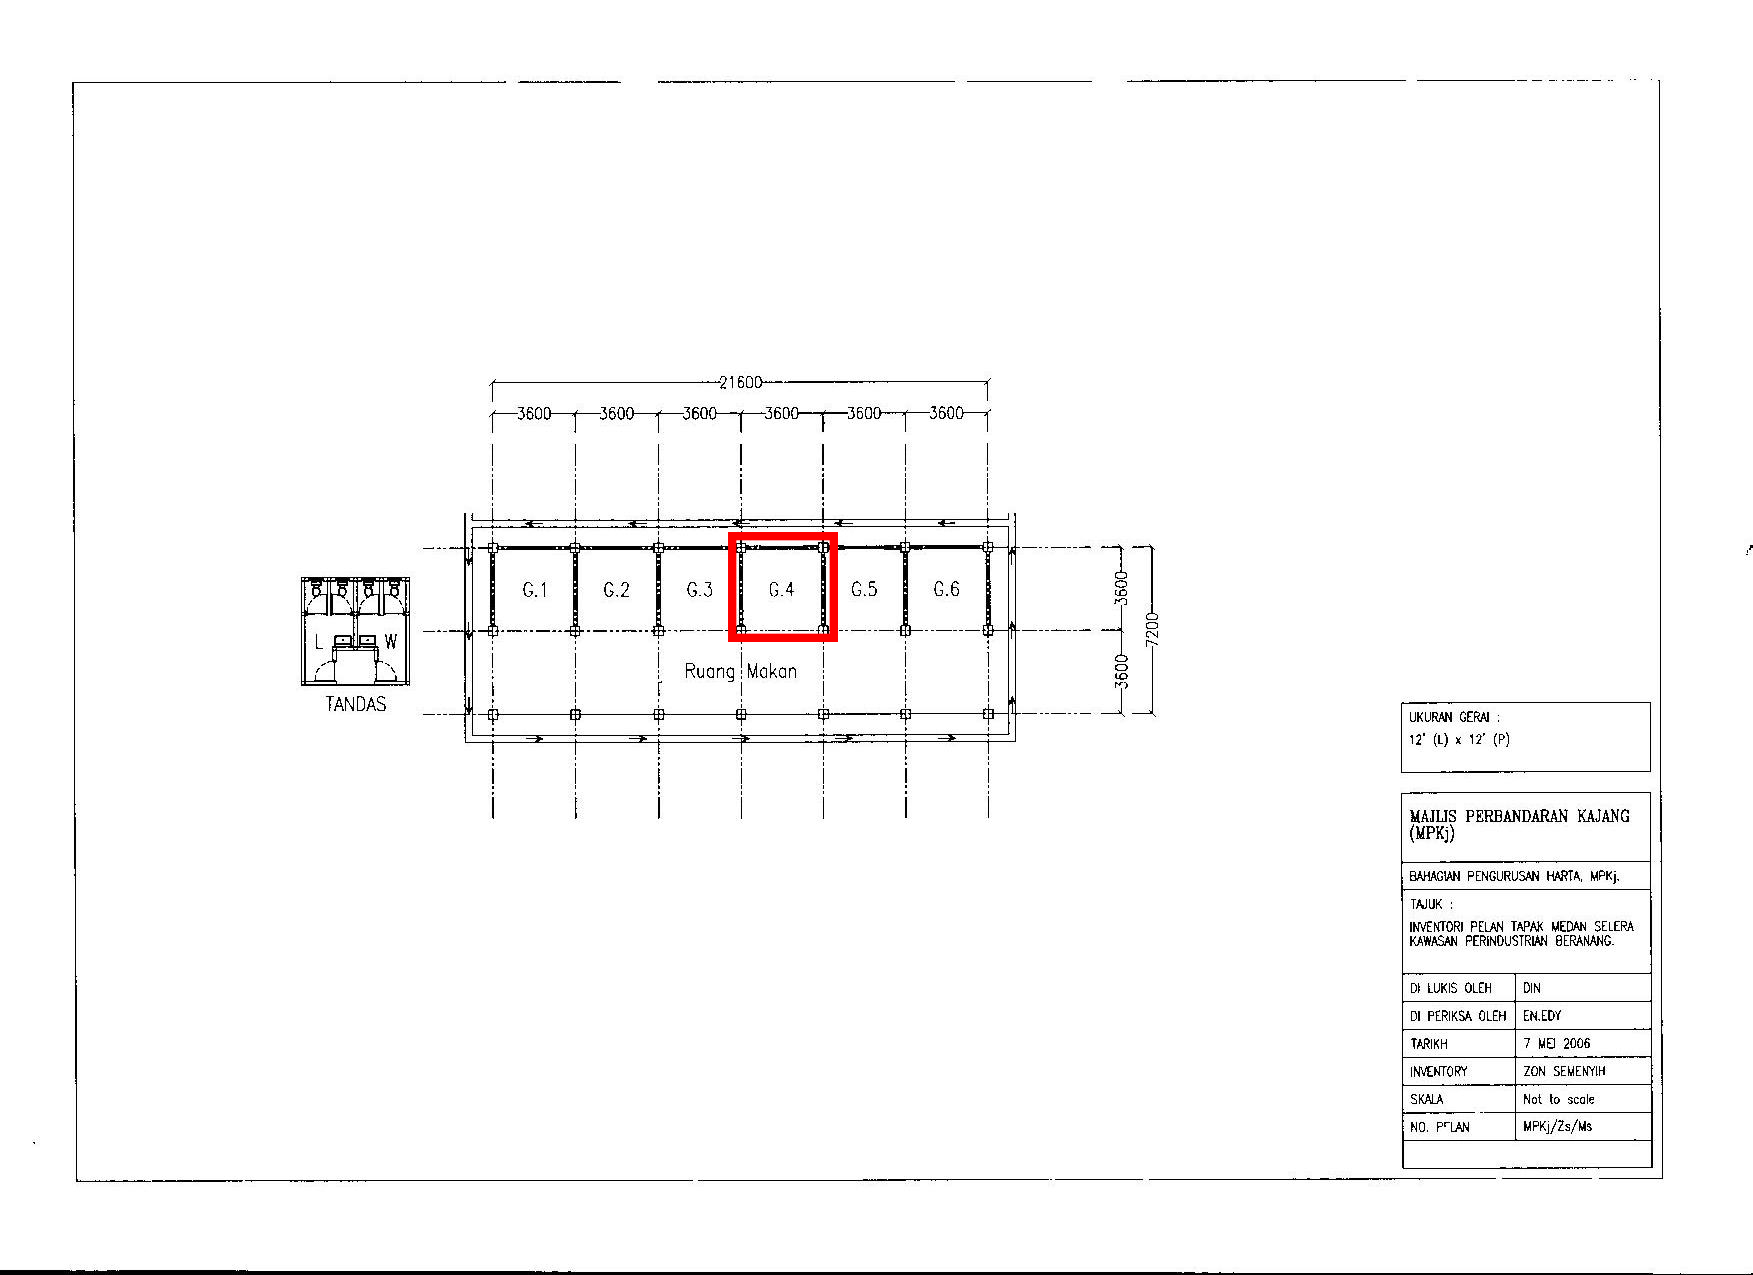 21600
3600 3600 3600 3600 3600 3600
G.1 G.2 G.3 G.4 G.5 G.6
3600
7200
3600
L W
Ruang Makan
TANDAS
UKURAN GERAI :
12' (L) x 12' (P)
MAJLIS PERBANDARAN KAJANG
(MPKj)
BAHAGIAN PENGURUSAN HARTA, MPKj.
TAJUK :
INVENTORI PELAN TAPAK MEDAN SELERA
KAWASAN PERINDUSTRIAN BERANANG.
DI LUKIS OLEH DIN
DI PERIKSA OLEH EN.EDY
TARIKH 7 MEI 2006
INVENTORY ZON SEMENYIH
SKALA Not to scale
NO. PELAN MPKj/Zs/Ms